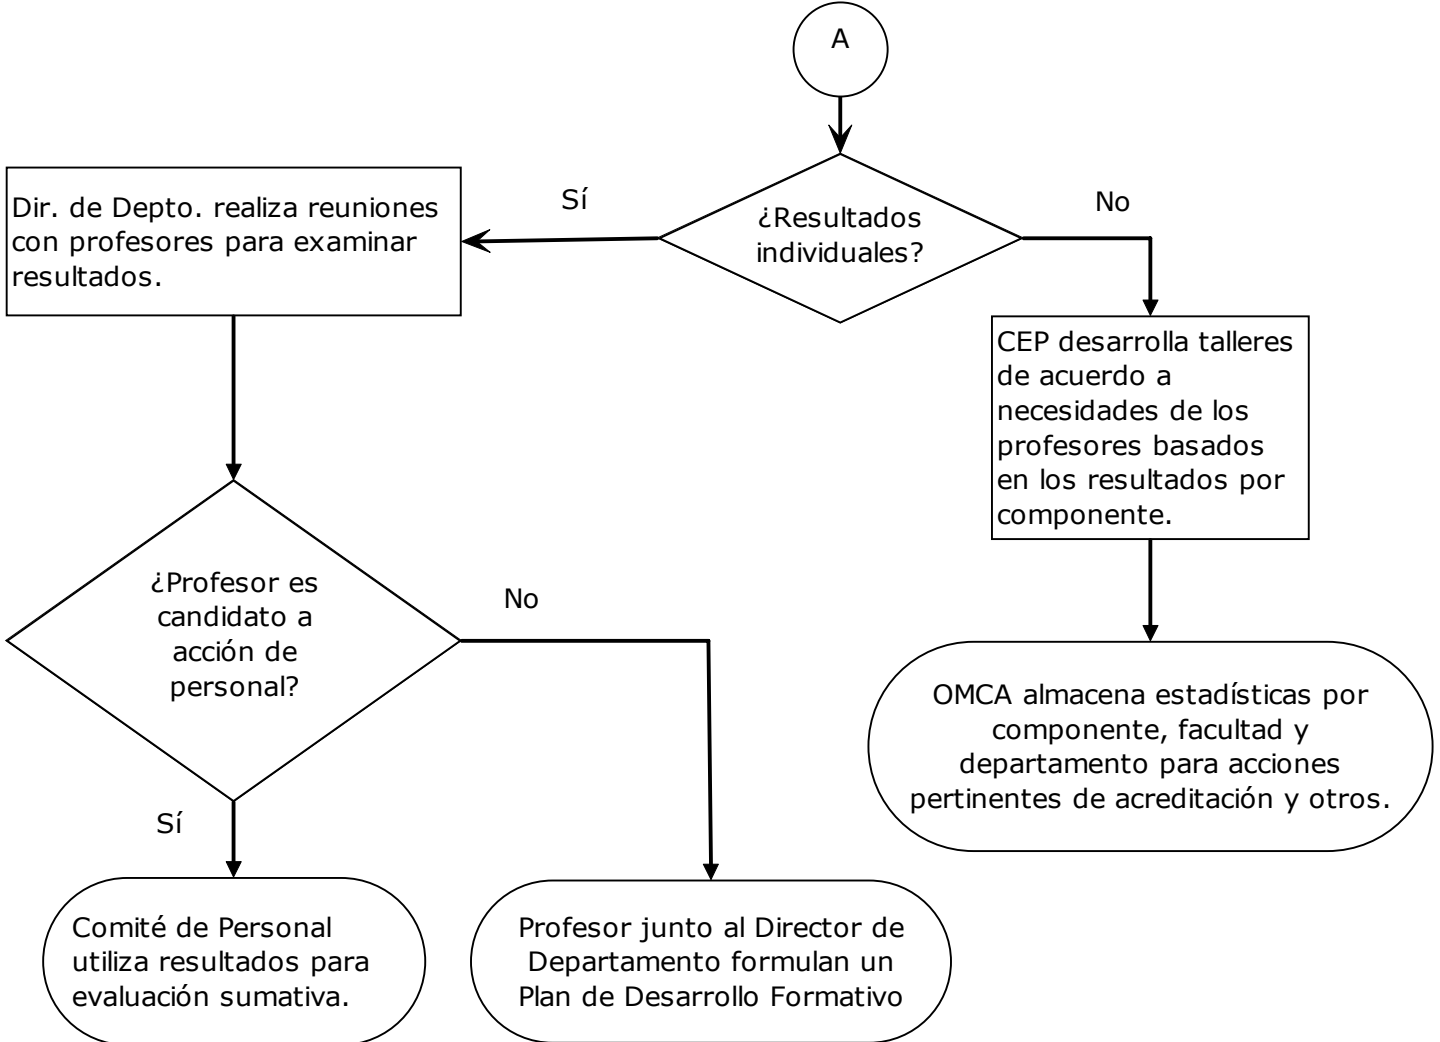 A
¿Resultados
individuales?
Sí
No
Dir. de Depto. realiza reuniones
con profesores para examinar
resultados.
CEP desarrolla talleres
de acuerdo a
necesidades de los
profesores basados
en los resultados por
componente.
¿Profesor es
candidato a
acción de
personal?
No
Sí
OMCA almacena estadísticas por
componente, facultad y
departamento para acciones
pertinentes de acreditación y otros.
Comité de Personal
utiliza resultados para
evaluación sumativa.
Profesor junto al Director de
Departamento formulan un
Plan de Desarrollo Formativo